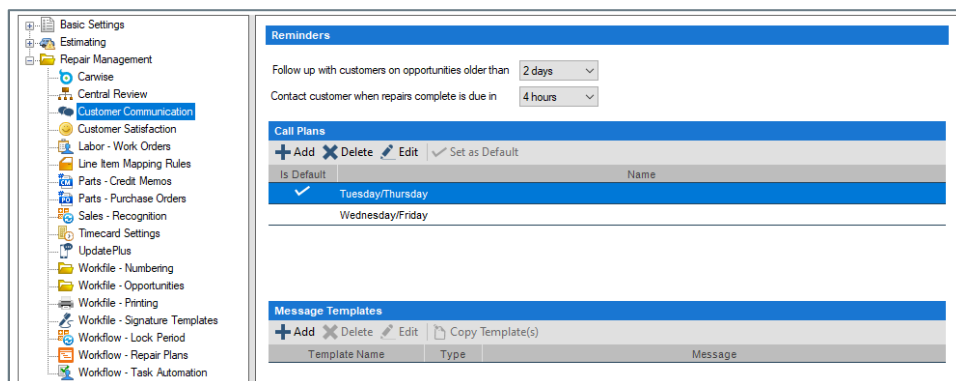 Basic Settings
Estimating
Repair Management
Carwise
Central Review
Customer Communication
Customer Satisfaction
Labor - Work Orders
Line Item Mapping Rules
Parts - Credit Memos
Parts - Purchase Orders
Sales - Recognition
Timecard Settings
UpdatePlus
Workfile - Numbering
Workfile - Opportunities
Workfile - Printing
Workfile - Signature Templates
Workflow - Lock Period
Workflow - Repair Plans
Workflow - Task Automation
Reminders
Follow up with customers on opportunities older than 2 days
Contact customer when repairs complete is due in 4 hours
Call Plans
Add Delete Edit Set as Default
Is Default Name
Tuesday/Thursday
Wednesday/Friday
Message Templates
Add Delete Edit Copy Template(s)
Template Name Type Message